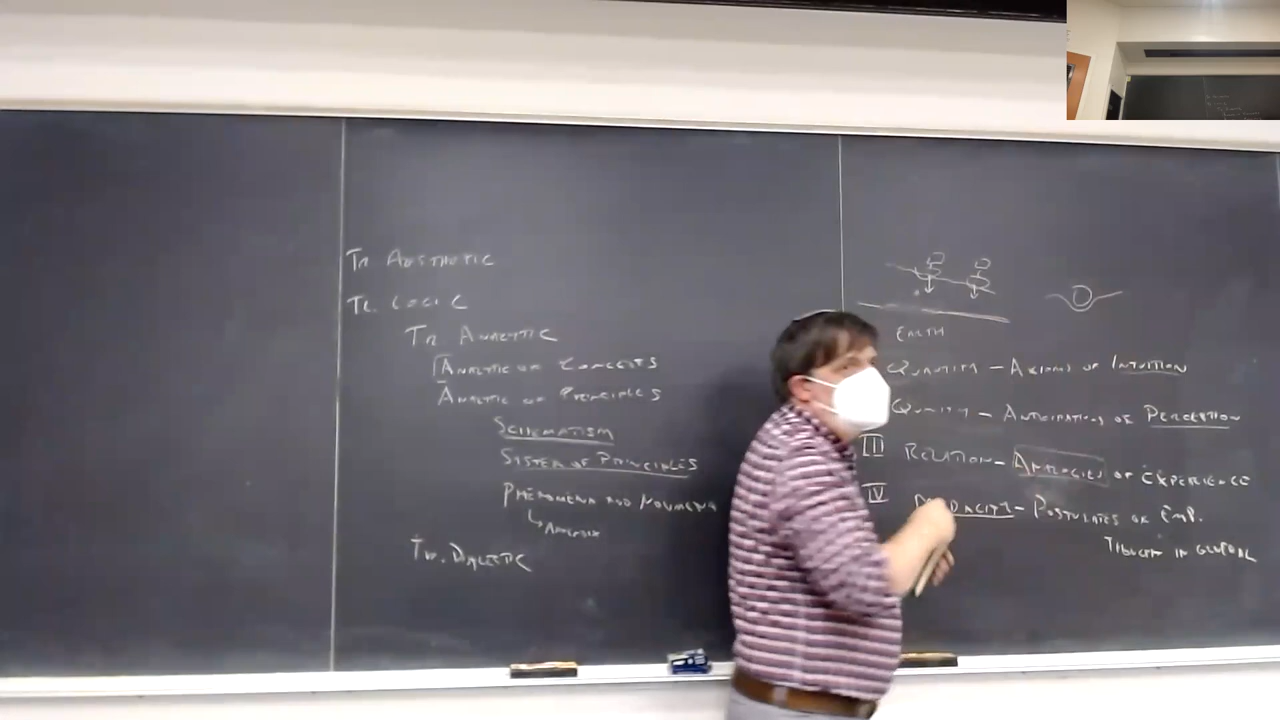 Tr. AESTHETIC
Tr. LOGIC
Tr. ANALYTIC
ANALYTIC OF CONCEPTS
ANALYTIC OF PRINCIPLES
SCHEMATISM
SYSTEM OF PRINCIPLES
PHENOMENA AND NOUMENA
APPENDIX
Tr. DIALECTIC
EARTH
QUANTITY – AXIOMS OF INTUITION
QUALITY – ANTICIPATIONS OF PERCEPTION
III RELATION – ANALOGIES OF EXPERIENCE
IV MODALITY – POSTULATES OF EMP.
THOUGHT IN GENERAL